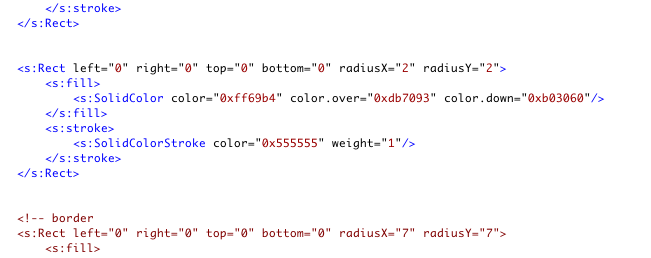 </s:stroke>
</s:Rect>
<s:Rect left="0" right="0" top="0" bottom="0" radiusX="2" radiusY="2">
<s:fill>
<s:SolidColor color="0xff69b4" color.over="0xdb7093" color.down="0xb03060"/>
</s:fill>
<s:stroke>
<s:SolidColorStroke color="0x555555" weight="1"/>
</s:stroke>
</s:Rect>
<!-- border
<s:Rect left="0" right="0" top="0" bottom="0" radiusX="7" radiusY="7">
<s:fill>